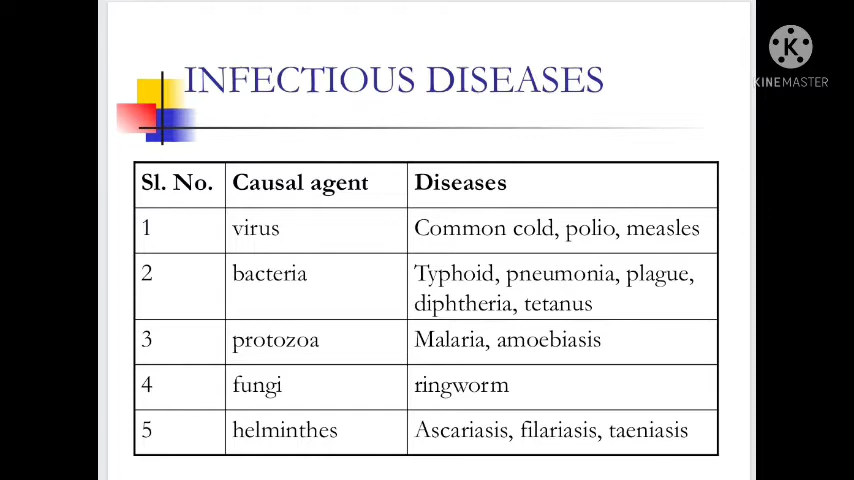 INFECTIOUS DISEASES
K
KINEMASTER
Sl. No. Causal agent Diseases
1 virus Common cold, polio, measles
2 bacteria Typhoid, pneumonia, plague,
diphtheria, tetanus
3 protozoa Malaria, amoebiasis
4 fungi ringworm
5 helminthes Ascariasis, filariasis, taeniasis